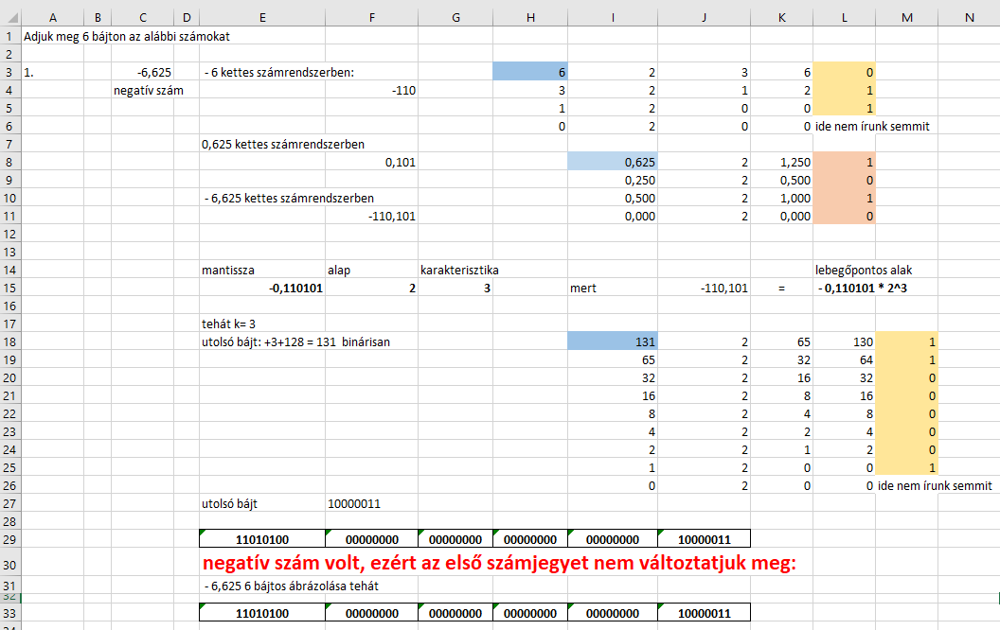 A B C D E F G H I J K L M N
1 Adjuk meg 6 bájton az alábbi számokat
2
3 1. -6,625 - 6 kettes számrendszerben: 6 2 3 6 0
4 negatív szám -110 3 2 1 2 1
5 1 2 0 0 1
6 0 2 0 0 ide nem írunk semmit
7 0,625 kettes számrendszerben
8 0,101 0,625 2 1,250 1
9 0,250 2 0,500 0
10 - 6,625 kettes számrendszerben 0,500 2 1,000 1
11 -110,101 0,000 2 0,000 0
12
13
14 mantissza alap karakterisztika lebegőpontos alak
15 -0,110101 2 3 mert -110,101 = - 0,110101 * 2^3
16
17 tehát k= 3
18 utolsó bájt: +3+128 = 131 binárisan 131 2 65 130 1
19 65 2 32 64 1
20 32 2 16 32 0
21 16 2 8 16 0
22 8 2 4 8 0
23 4 2 2 4 0
24 2 2 1 2 0
25 1 2 0 0 1
26 0 2 0 0 ide nem írunk semmit
27 utolsó bájt 10000011
28
29 11010100 00000000 00000000 00000000 00000000 10000011
30 negatív szám volt, ezért az első számjegyet nem változtatjuk meg:
31 - 6,625 6 bájtos ábrázolása tehát
32
33 11010100 00000000 00000000 00000000 00000000 10000011